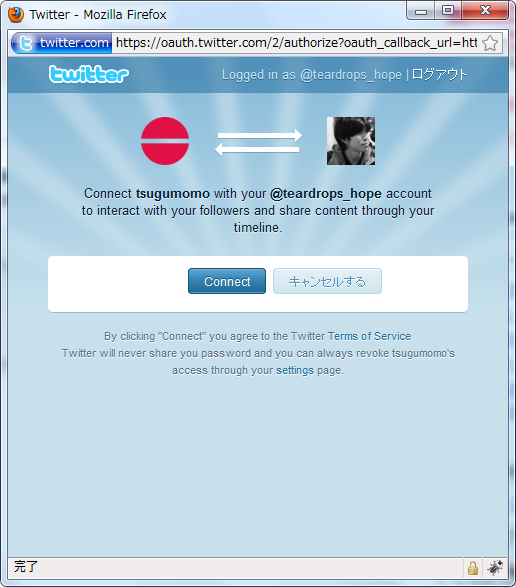 Twitter - Mozilla Firefox
twitter.com https://oauth.twitter.com/2/authorize?oauth_callback_url=htt
twitter Logged in as @teardrops_hope | ログアウト
Connect tsugumomo with your @teardrops_hope account
to interact with your followers and share content through your
timeline.
Connect キャンセルする
By clicking "Connect" you agree to the Twitter Terms of Service
Twitter will never share you password and you can always revoke tsugumomo's
access through your settings page.
完了